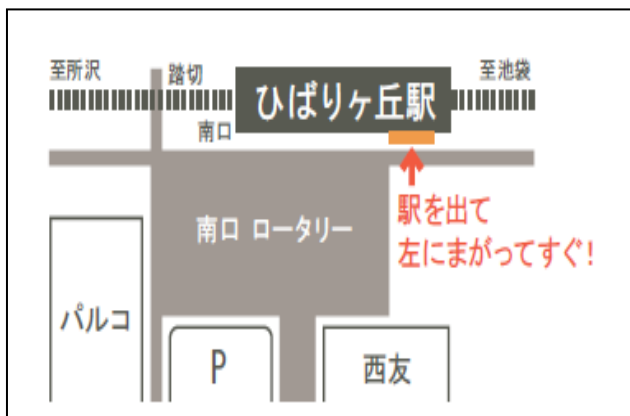 至所沢
踏切
ひばりヶ丘駅
至池袋
南口
駅を出て
左にまがってすぐ!
南口 ロータリー
パルコ
P
西友